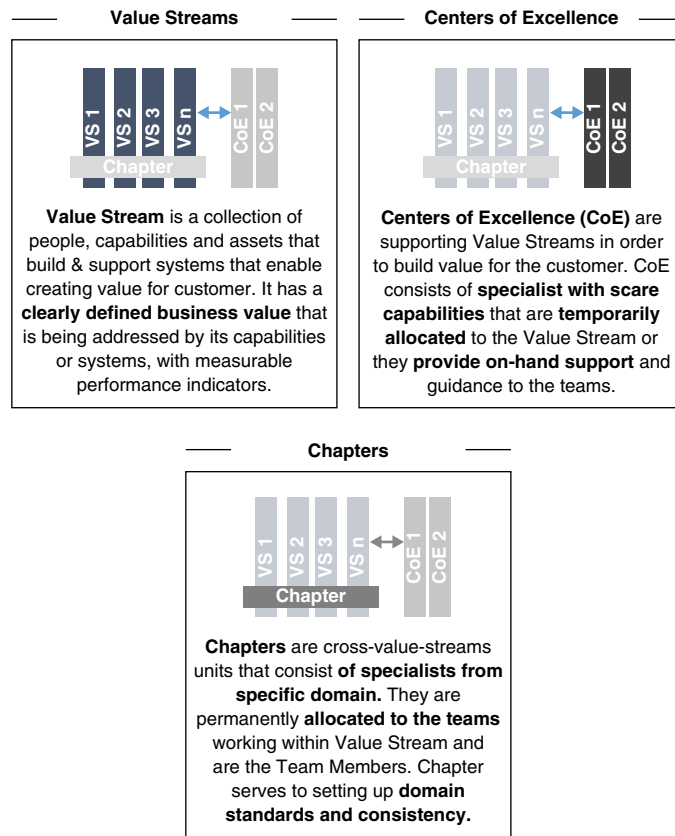 Value Streams
VS 1
VS 2
VS 3
VS n
CoE 1
CoE 2
Chapter
Value Stream is a collection of
people, capabilities and assets that
build & support systems that enable
creating value for customer. It has a
clearly defined business value that
is being addressed by its capabilities
or systems, with measurable
performance indicators.
Centers of Excellence
VS 1
VS 2
VS 3
VS n
CoE 1
CoE 2
Chapter
Centers of Excellence (CoE) are
supporting Value Streams in order
to build value for the customer. CoE
consists of specialist with scare
capabilities that are temporarily
allocated to the Value Stream or
they provide on-hand support and
guidance to the teams.
Chapters
VS 1
VS 2
VS 3
VS n
CoE 1
CoE 2
Chapter
Chapters are cross-value-streams
units that consist of specialists from
specific domain. They are
permanently allocated to the teams
working within Value Stream and
are the Team Members. Chapter
serves to setting up domain
standards and consistency.